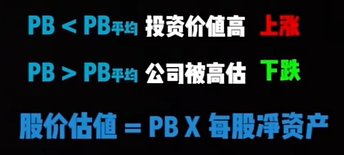 PB < PB平均 投资价值高 上涨
PB > PB平均 公司被高估 下跌
股价估值 = PB X 每股净资产